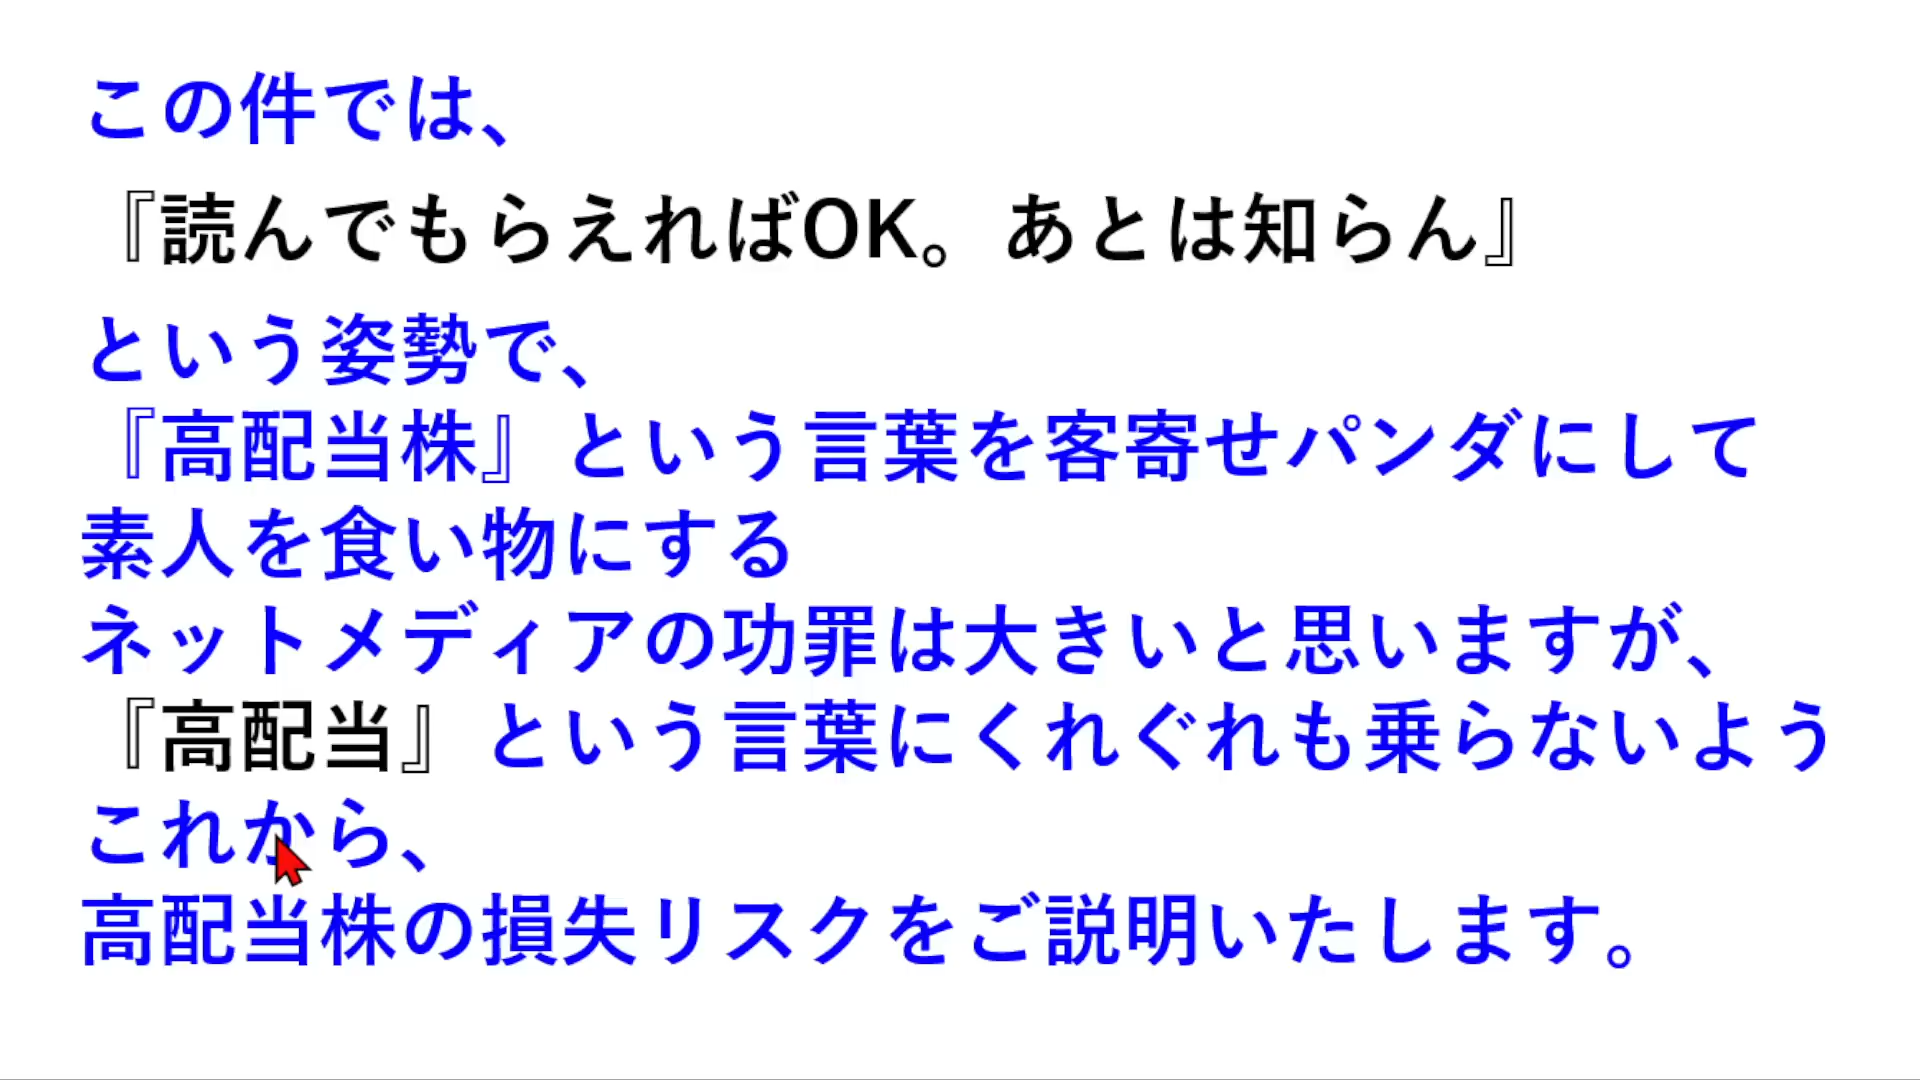 この件では、
『読んでもらえればOK。あとは知らん』
という姿勢で、
『高配当株』という言葉を客寄せパンダにして
素人を食い物にする
ネットメディアの功罪は大きいと思いますが、
『高配当』という言葉にくれぐれも乗らないよう
これから、
高配当株の損失リスクをご説明いたします。